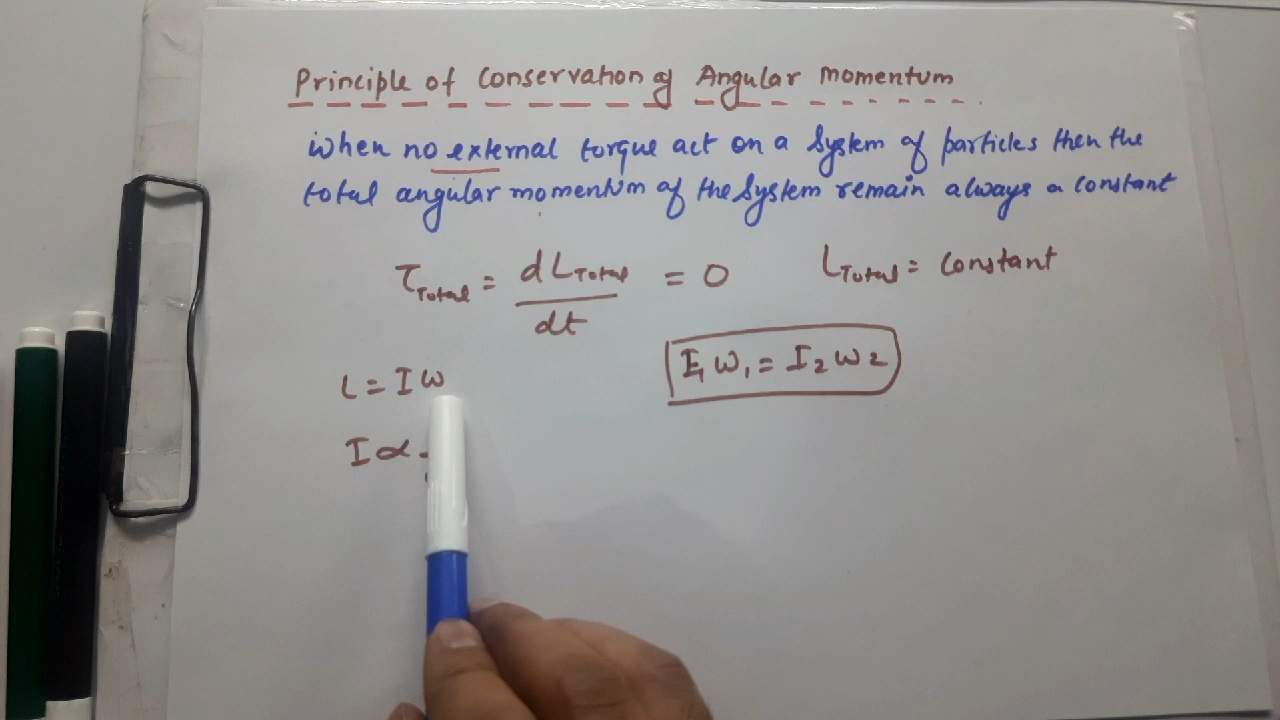 Principle of Conservation of Angular momentum
when no external torque act on a System of particles then the
total angular momentum of the System remain always a constant
τTotal = dLTotal / dt = 0 LTotal = constant
I1ω1 = I2ω2
L = Iω
I ∝